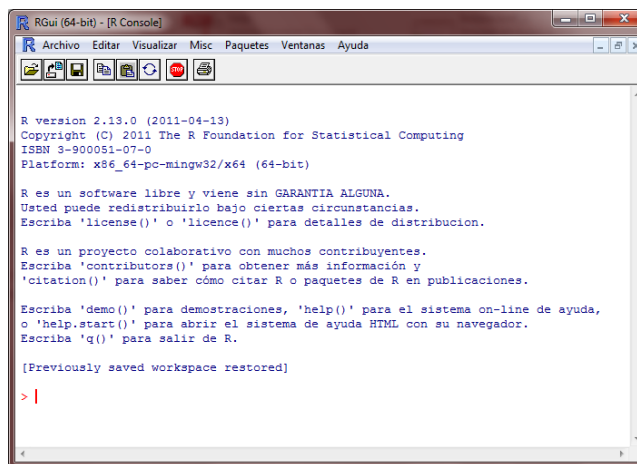 RGui (64-bit) - [R Console]
Archivo Editar Visualizar Misc Paquetes Ventanas Ayuda
STOP
R version 2.13.0 (2011-04-13)
Copyright (C) 2011 The R Foundation for Statistical Computing
ISBN 3-900051-07-0
Platform: x86_64-pc-mingw32/x64 (64-bit)
R es un software libre y viene sin GARANTIA ALGUNA.
Usted puede redistribuirlo bajo ciertas circunstancias.
Escriba 'license()' o 'licence()' para detalles de distribucion.
R es un proyecto colaborativo con muchos contribuyentes.
Escriba 'contributors()' para obtener más información y
'citation()' para saber cómo citar R o paquetes de R en publicaciones.
Escriba 'demo()' para demostraciones, 'help()' para el sistema on-line de ayuda,
o 'help.start()' para abrir el sistema de ayuda HTML con su navegador.
Escriba 'q()' para salir de R.
[Previously saved workspace restored]
>